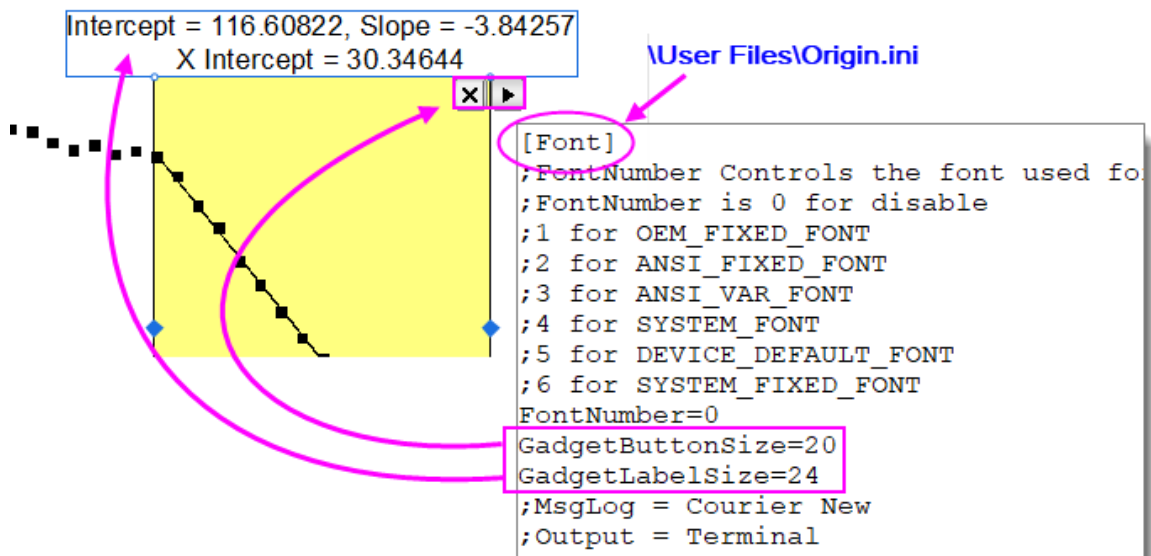 Intercept = 116.60822, Slope = -3.84257
X Intercept = 30.34644
\User Files\Origin.ini
[Font]
;FontNumber Controls the font used fo
;FontNumber is 0 for disable
;1 for OEM_FIXED_FONT
;2 for ANSI_FIXED_FONT
;3 for ANSI_VAR_FONT
;4 for SYSTEM_FONT
;5 for DEVICE_DEFAULT_FONT
;6 for SYSTEM_FIXED_FONT
FontNumber=0
GadgetButtonSize=20
GadgetLabelSize=24
;MsgLog = Courier New
;Output = Terminal